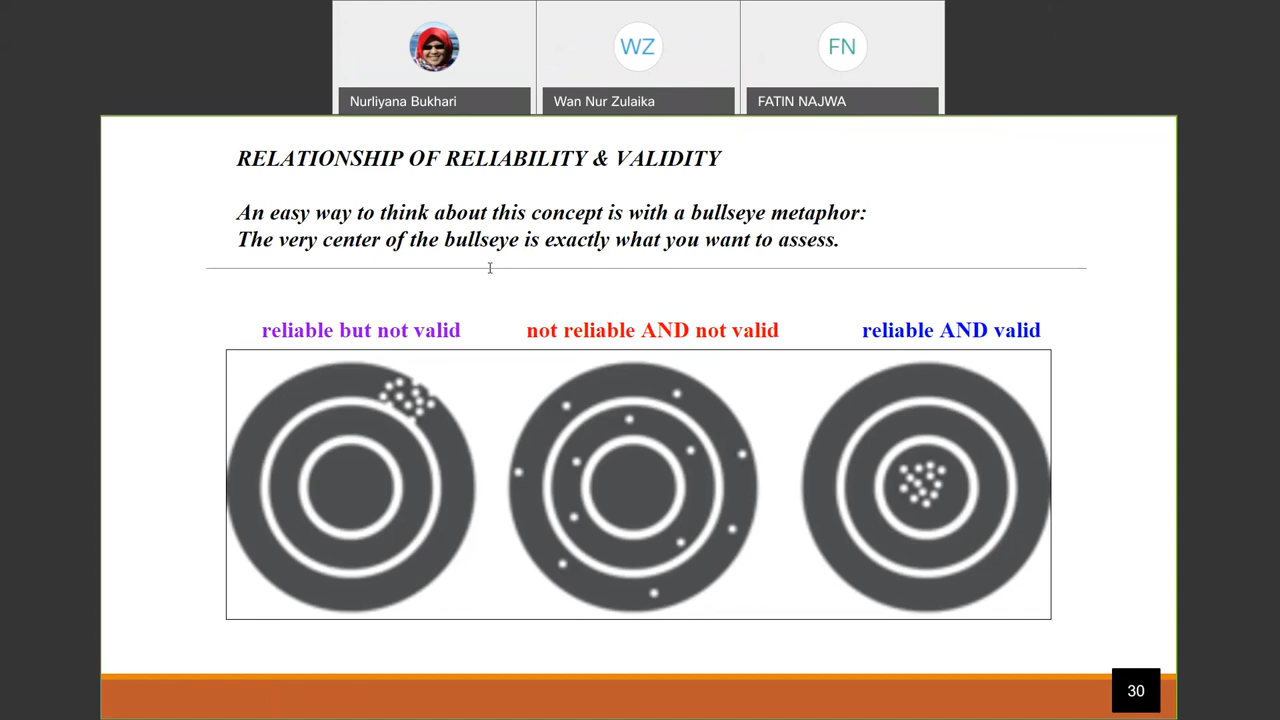 WZ
FN
Nurliyana Bukhari
Wan Nur Zulaika
FATIN NAJWA
RELATIONSHIP OF RELIABILITY & VALIDITY
An easy way to think about this concept is with a bullseye metaphor:
The very center of the bullseye is exactly what you want to assess.
reliable but not valid
not reliable AND not valid
reliable AND valid
30